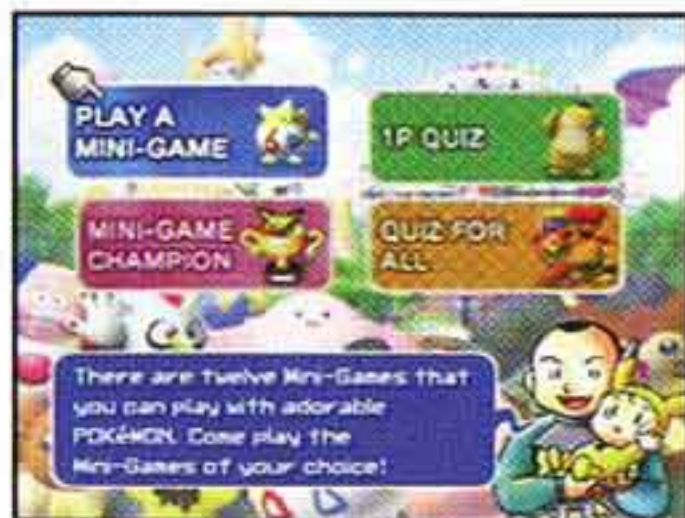 PLAY A
MINI-GAME
1P QUIZ
MINI-GAME
CHAMPION
QUIZ FOR
ALL
There are twelve Mini-Games that
you can play with adorable
POKéMON. Come play the
Mini-Games of your choice!